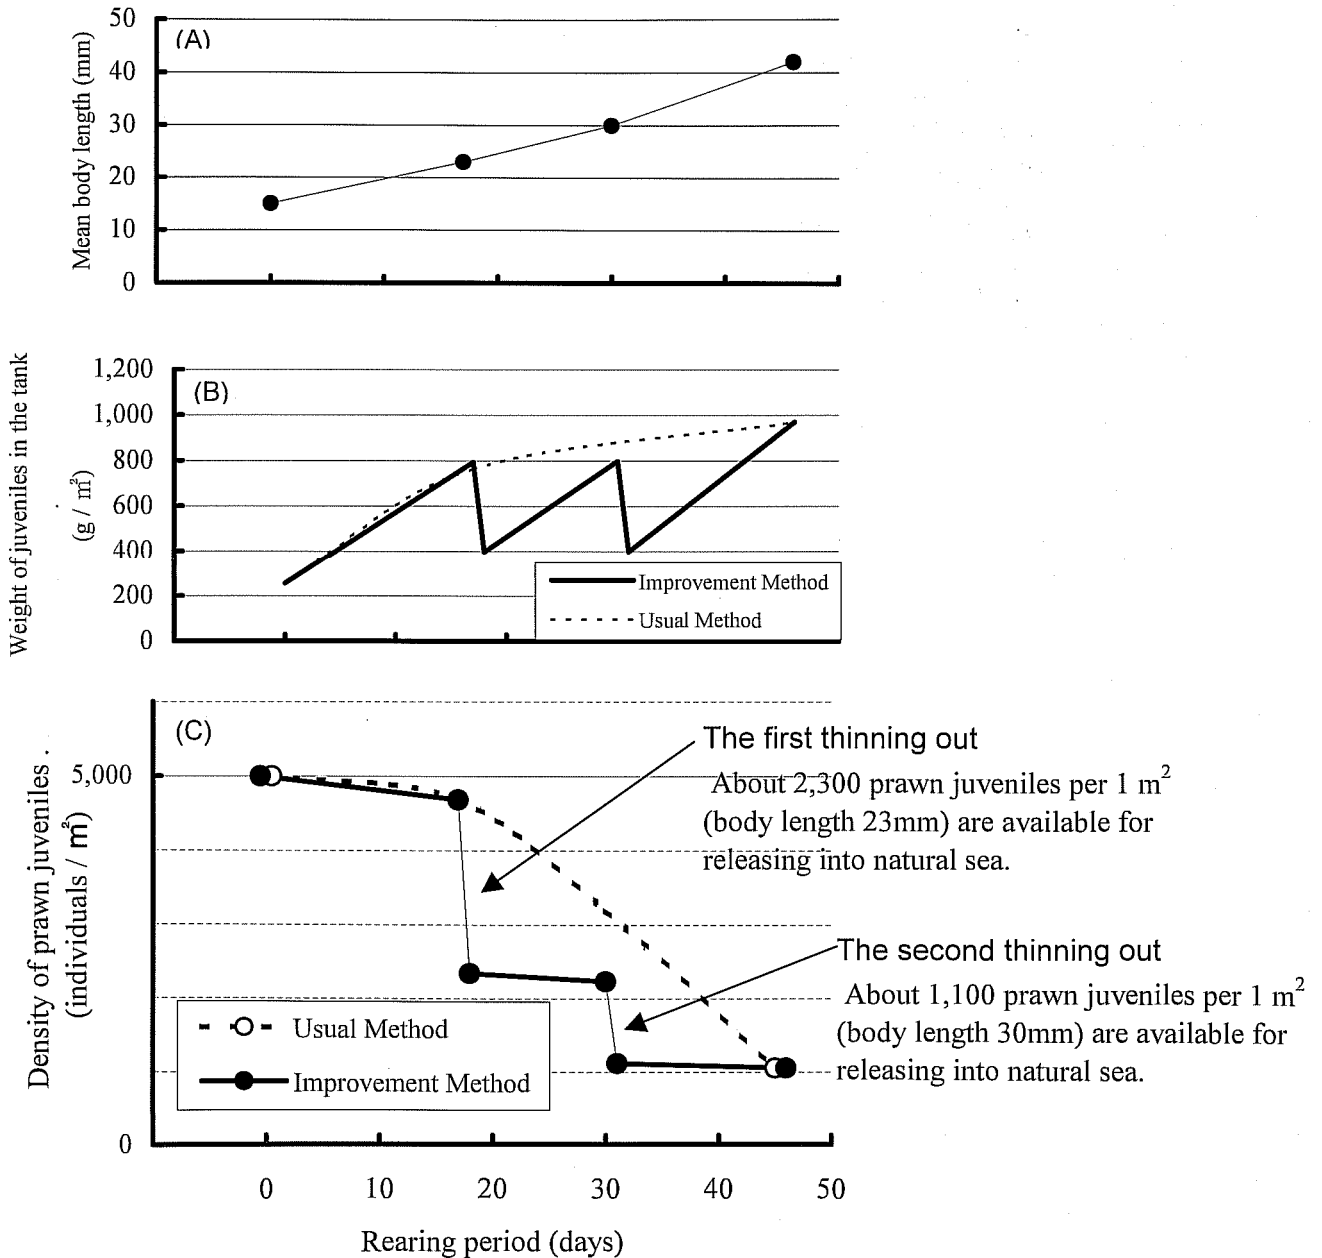 50
(A)
40
30
20
10
0
Mean body length (mm)
1,200
(B)
1,000
800
600
400
200
0
Weight of juveniles in the tank
(g / m²)
Improvement Method
Usual Method
(C)
5,000
0
Density of prawn juveniles .
(individuals / m²)
The first thinning out
About 2,300 prawn juveniles per 1 m²
(body length 23mm) are available for
releasing into natural sea.
The second thinning out
About 1,100 prawn juveniles per 1 m²
(body length 30mm) are available for
releasing into natural sea.
Usual Method
Improvement Method
0 10 20 30 40 50
Rearing period (days)